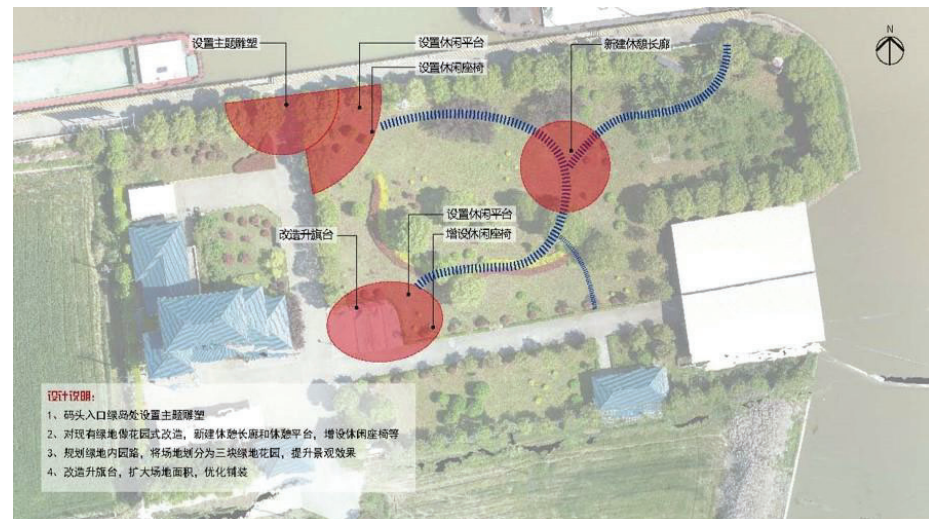 N
设置主题雕塑
设置休闲平台
新建休憩长廊
设置休闲座椅
设置休闲平台
改造升旗台
增设休闲座椅
设计说明：
1、码头入口绿岛处设置主题雕塑
2、对现有绿地做花园式改造，新建休憩长廊和休憩平台，增设休闲座椅等
3、规划绿地内园路，将场地划分为三块绿地花园，提升景观效果
4、改造升旗台，扩大场地面积，优化铺装